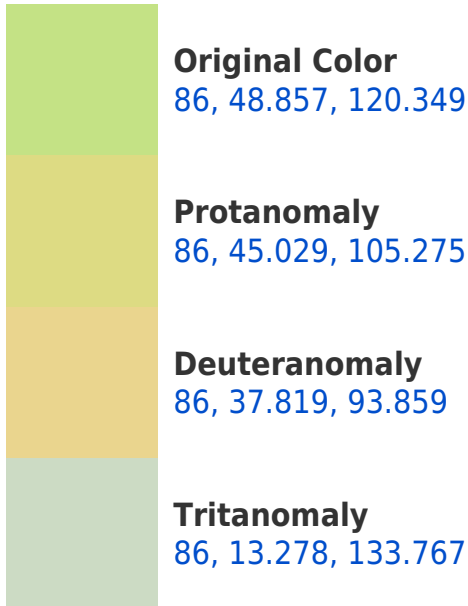 Original Color
86, 48.857, 120.349
Protanomaly
86, 45.029, 105.275
Deuteranomaly
86, 37.819, 93.859
Tritanomaly
86, 13.278, 133.767